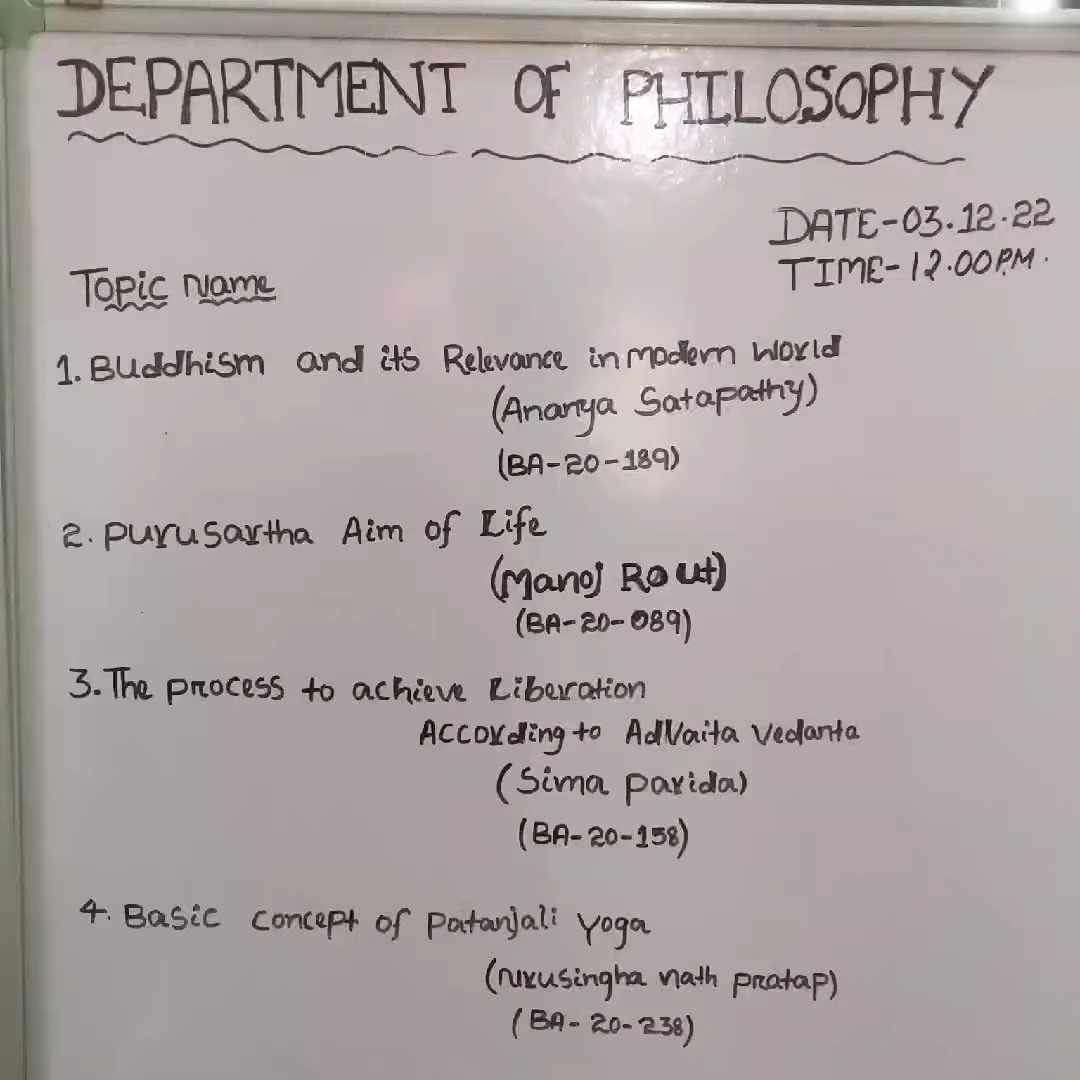 DEPARTMENT OF PHILOSOPHY
DATE-03.12.22
TIME-12.00P.M.
Topic Name
1. Buddhism and its Relevance in modern World
(Ananya Satapathy)
(BA-20-189)
2. Purusartha Aim of Life
(Manoj Rout)
(BA-20-089)
3. The process to achieve Liberation
According to AdVaita Vedanta
(Sima parida)
(BA-20-158)
4. Basic concept of Patanjali Yoga
(Nrusingha nath pratap)
(BA-20-238)